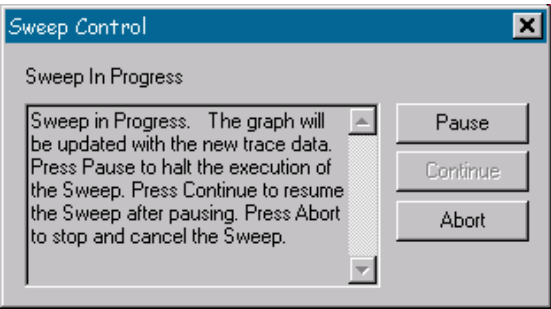 Sweep Control
Sweep In Progress
Sweep in Progress.   The graph will
be updated with the new trace data.
Press Pause to halt the execution of
the Sweep. Press Continue to resume
the Sweep after pausing. Press Abort
to stop and cancel the Sweep.
Pause
Continue
Abort